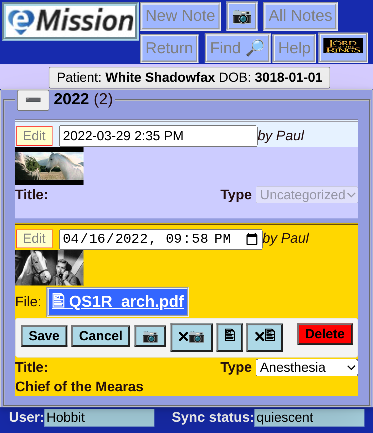 eMission New Note All Notes
Return Find Help THE LORD OF THE RINGS
Patient: White Shadowfax DOB: 3018-01-01
2022 (2)
Edit 2022-03-29 2:35 PM by Paul
Title: Type Uncategorized
Edit 04/16/2022, 09:58 PM by Paul
File: QS1R_arch.pdf
Save Cancel Delete
Title: Type Anesthesia
Chief of the Mearas
User: Hobbit Sync status: quiescent